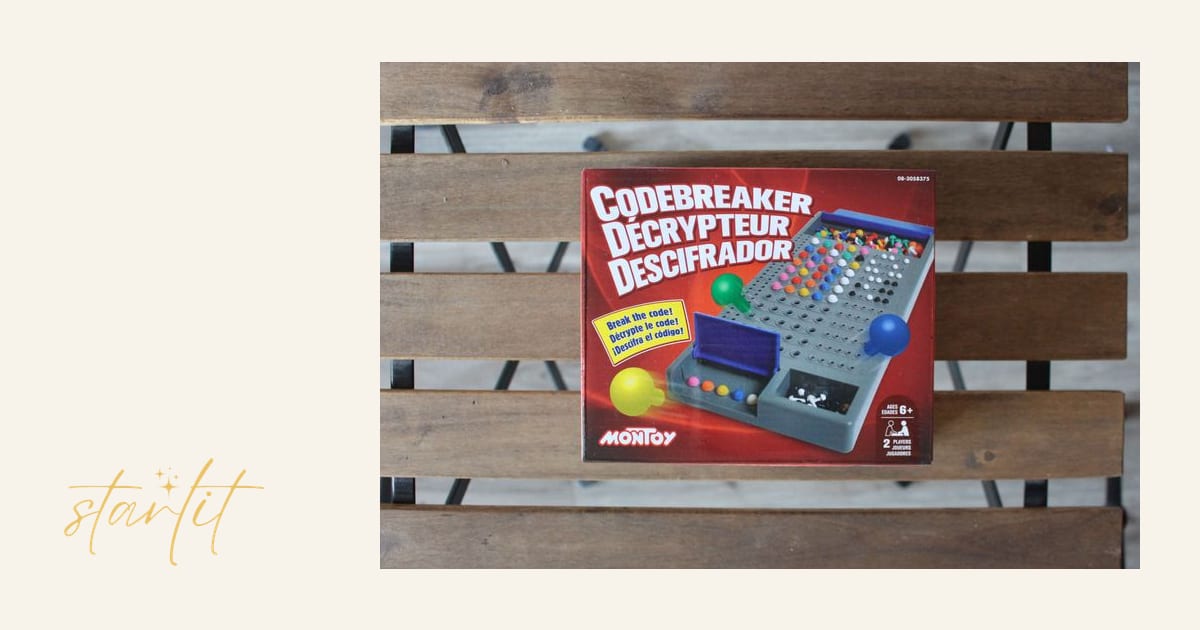 starlit
08-3058375
CODEBREAKER
DÉCRYPTEUR
DESCIFRADOR
Break the code!
Décrypte le code!
¡Descifra el código!
MONTOY
AGES
EDADES 6+
2 PLAYERS
JOUEURS
JUGADORES